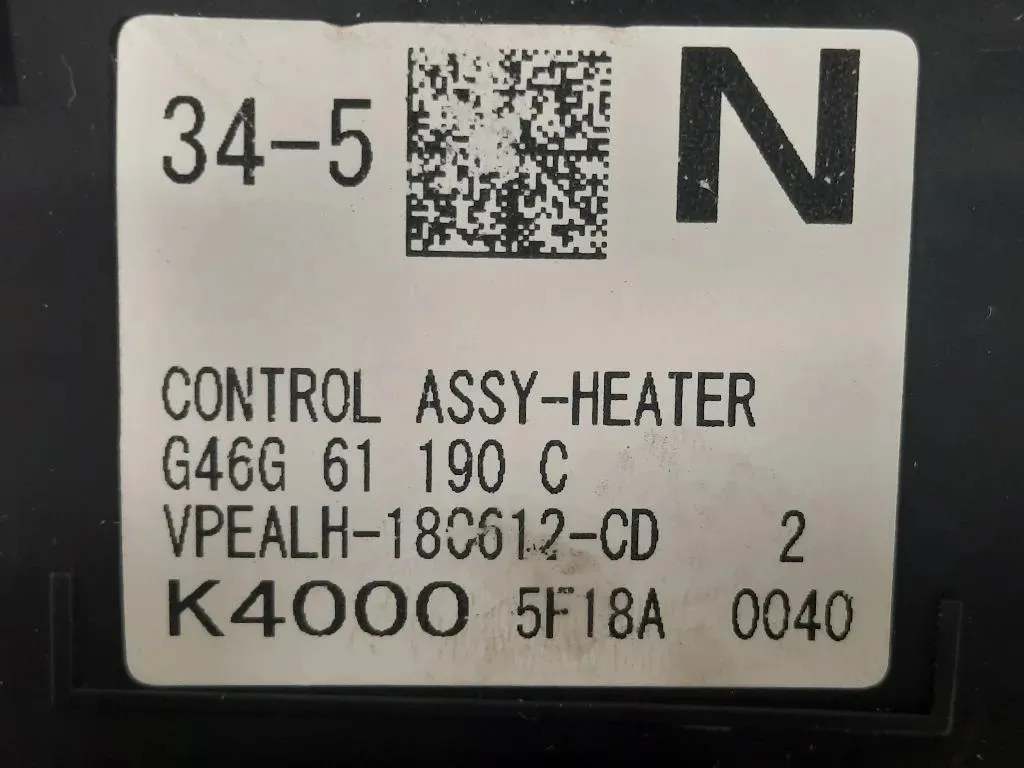 34-5 N
CONTROL ASSY-HEATER
G46G 61 190 C
VPEALH-18C612-CD 2
K4000 5F18A 0040